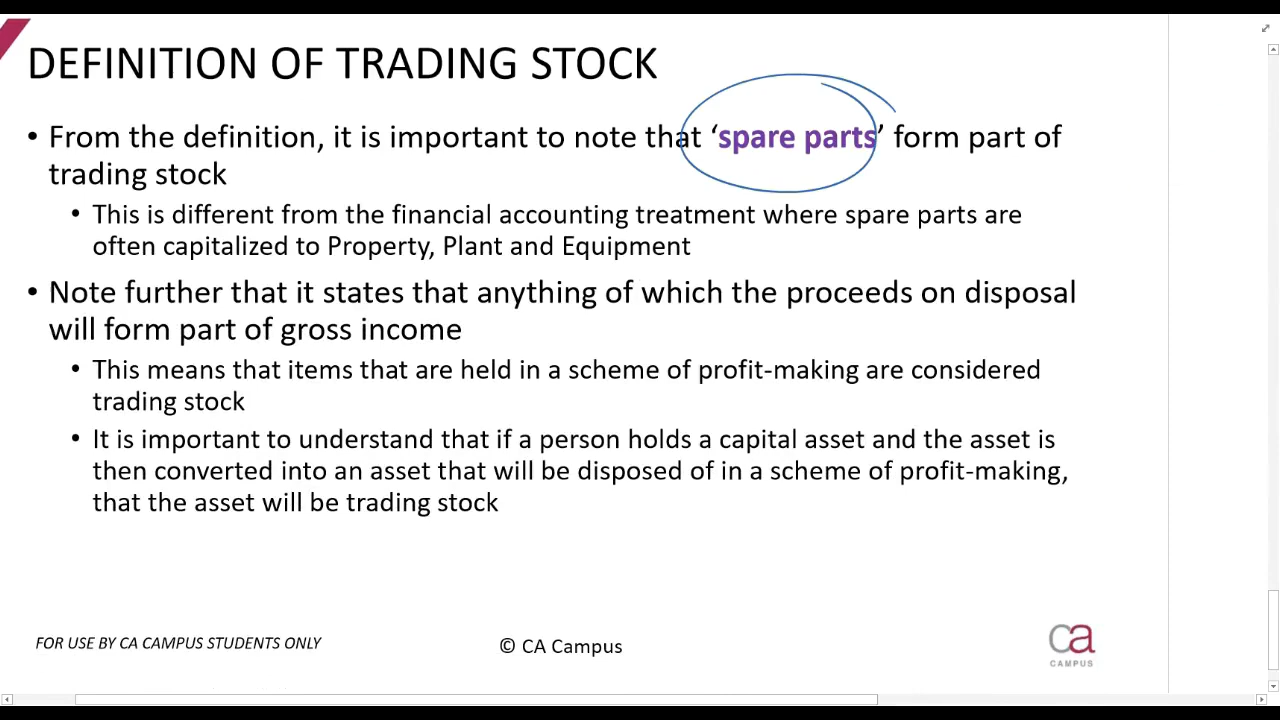 DEFINITION OF TRADING STOCK
• From the definition, it is important to note that ‘spare parts’ form part of
trading stock
• This is different from the financial accounting treatment where spare parts are
often capitalized to Property, Plant and Equipment
• Note further that it states that anything of which the proceeds on disposal
will form part of gross income
• This means that items that are held in a scheme of profit-making are considered
trading stock
• It is important to understand that if a person holds a capital asset and the asset is
then converted into an asset that will be disposed of in a scheme of profit-making,
that the asset will be trading stock
FOR USE BY CA CAMPUS STUDENTS ONLY
© CA Campus
ca
CAMPUS